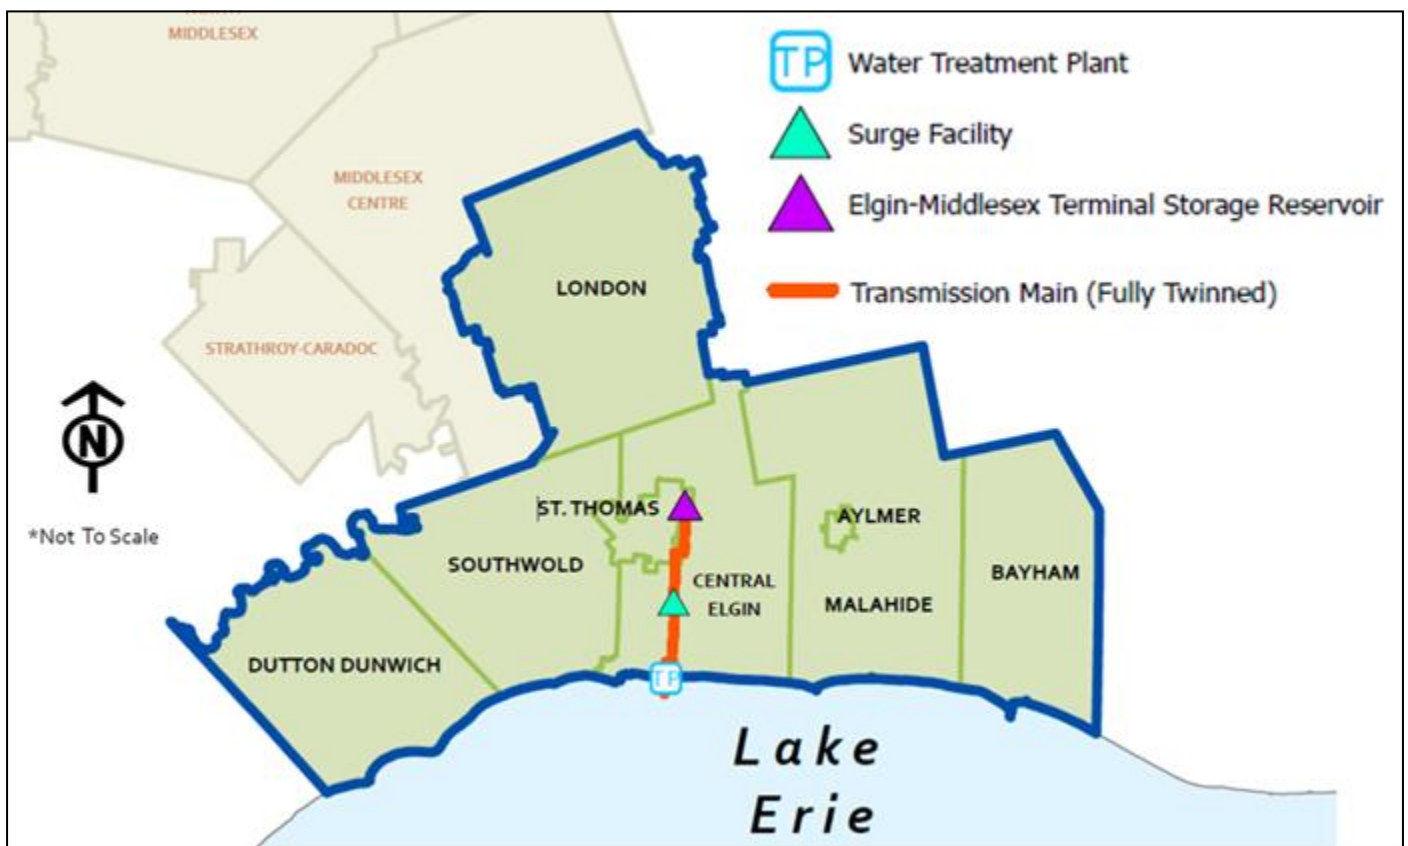 MIDDLESEX
TP Water Treatment Plant
Surge Facility
MIDDLESEX
CENTRE
Elgin-Middlesex Terminal Storage Reservoir
LONDON
Transmission Main (Fully Twinned)
STRATHROY-CARADOC
N
*Not To Scale
ST. THOMAS
AYLMER
SOUTHWOLD
CENTRAL
ELGIN
BAYHAM
MALAHIDE
DUTTON DUNWICH
TP
Lake
Erie